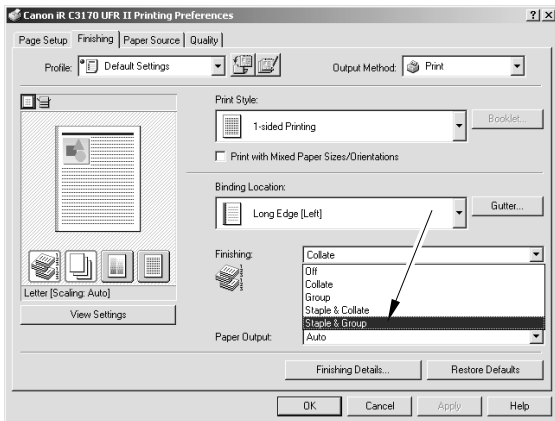 Canon iR C3170 UFR II Printing Preferences
Page Setup Finishing Paper Source Quality
Profile: Default Settings Output Method: Print
Print Style:
1-sided Printing Booklet...
Print with Mixed Paper Sizes/Orientations
Binding Location:
Long Edge [Left] Gutter...
Finishing: Collate
Off
Collate
Group
Staple & Collate
Staple & Group
Letter [Scaling: Auto]
View Settings
Paper Output: Auto
Finishing Details... Restore Defaults
OK Cancel Apply Help